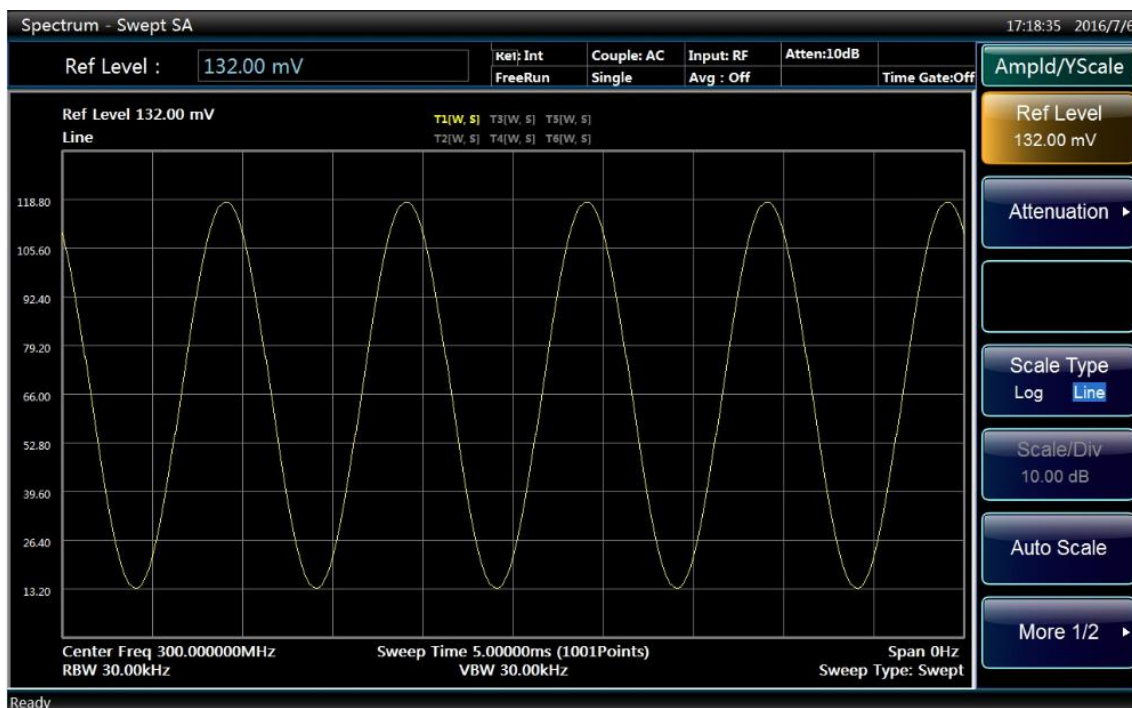 Spectrum - Swept SA 17:18:35 2016/7/6
Ref Level : 132.00 mV
Ref: Int Couple: AC Input: RF Atten:10dB
FreeRun Single Avg : Off Time Gate:Off
Ampld/YScale
Ref Level
132.00 mV
Attenuation
Scale Type
Log Line
Scale/Div
10.00 dB
Auto Scale
More 1/2
Ref Level 132.00 mV
Line
T1[W, S] T3[W, S] T5[W, S]
T2[W, S] T4[W, S] T6[W, S]
118.80
105.60
92.40
79.20
66.00
52.80
39.60
26.40
13.20
Center Freq 300.000000MHz Sweep Time 5.00000ms (1001Points) Span 0Hz
RBW 30.00kHz VBW 30.00kHz Sweep Type: Swept
Ready